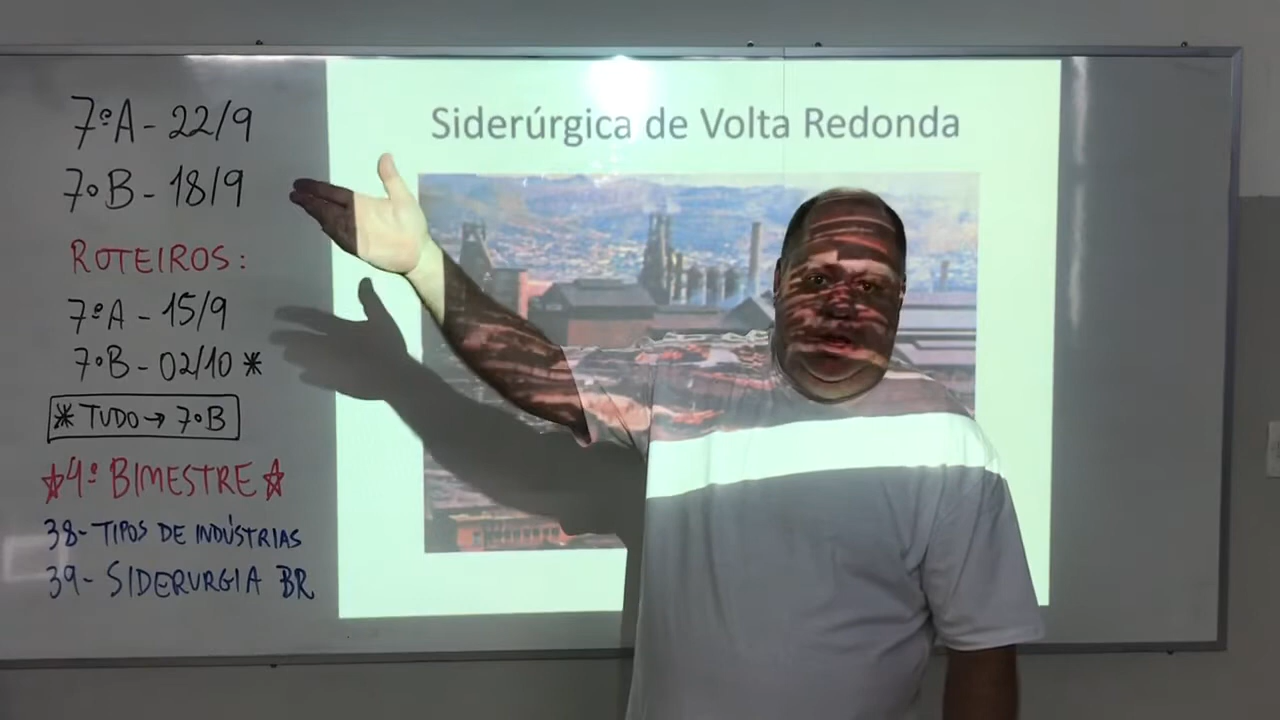 7ºA - 22/9
7ºB - 18/9
ROTEIROS:
7ºA - 15/9
7ºB - 02/10 *
* TUDO → 7ºB
☆4º BIMESTRE☆
38- TIPOS DE INDÚSTRIAS
39- SIDERURGIA BR
Siderúrgica de Volta Redonda